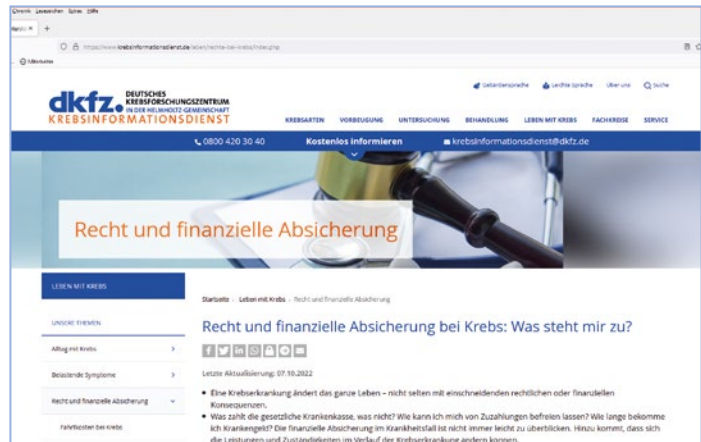 Chronik Lesezeichen Extras Hilfe
https://www.krebsinformationsdienst.de/leben/rechte-bei-krebs/index.php
Gebärdensprache Leichte Sprache Über uns Suche
dkfz. DEUTSCHES
KREBSFORSCHUNGSZENTRUM
IN DER HELMHOLTZ-GEMEINSCHAFT
KREBSINFORMATIONSDIENST
KREBSARTEN VORBEUGUNG UNTERSUCHUNG BEHANDLUNG LEBEN MIT KREBS FACHKREISE SERVICE
0800 420 30 40 Kostenlos informieren krebsinformationsdienst@dkfz.de
Recht und finanzielle Absicherung
LEBEN MIT KREBS
Startseite Leben mit Krebs Recht und finanzielle Absicherung
UNSERE THEMEN
Recht und finanzielle Absicherung bei Krebs: Was steht mir zu?
Alltag mit Krebs
Letzte Aktualisierung: 07.10.2022
Belastende Symptome
• Eine Krebserkrankung ändert das ganze Leben – nicht selten mit einschneidenden rechtlichen oder finanziellen
Konsequenzen.
Recht und finanzielle Absicherung
• Was zahlt die gesetzliche Krankenkasse, was nicht? Wie kann ich mich von Zuzahlungen befreien lassen? Wie lange bekomme
ich Krankengeld? Die finanzielle Absicherung im Krankheitsfall ist nicht immer leicht zu überblicken. Hinzu kommt, dass sich
Fahrtkosten bei Krebs
die Leistungen und Zuständigkeiten im Verlauf der Krebserkrankung ändern können.